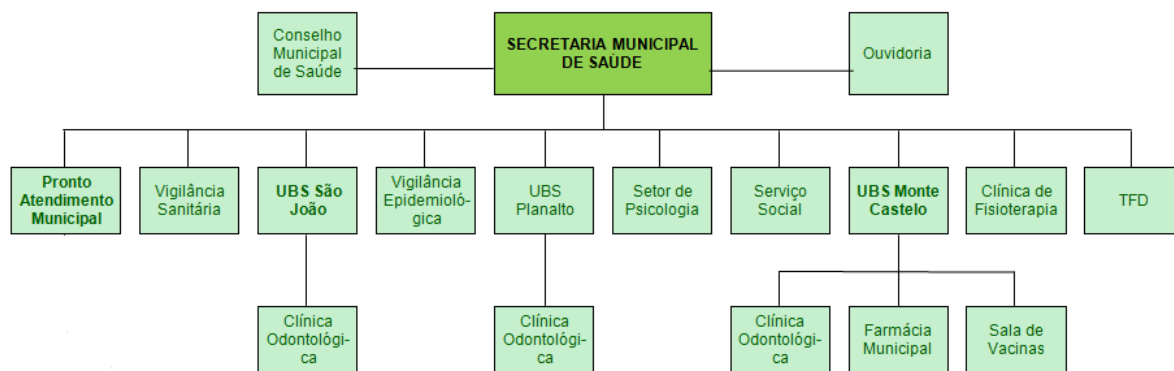 Conselho
Municipal
de Saúde
SECRETARIA MUNICIPAL
DE SAÚDE
Ouvidoria
Pronto
Atendimento
Municipal
Vigilância
Sanitária
UBS São
João
Vigilância
Epidemioló-
gica
UBS
Planalto
Setor de
Psicologia
Serviço
Social
UBS Monte
Castelo
Clínica de
Fisioterapia
TFD
Clínica
Odontológi-
ca
Clínica
Odontológi-
ca
Clínica
Odontológi-
ca
Farmácia
Municipal
Sala de
Vacinas